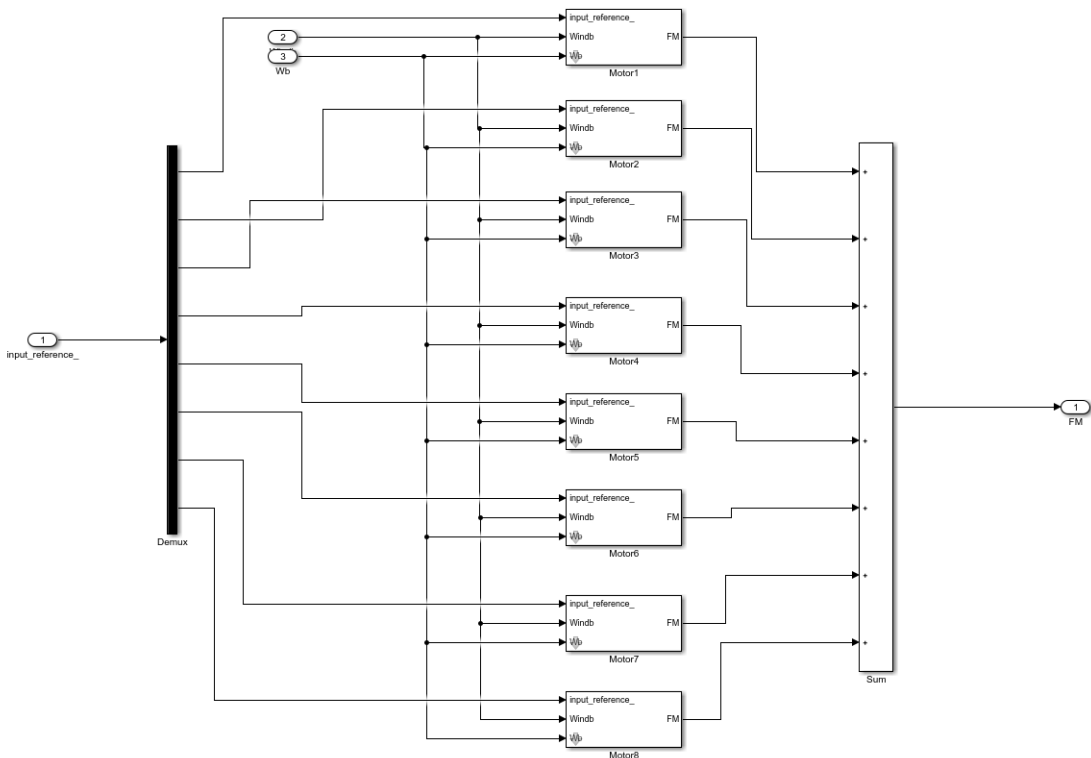 input_reference_
2
Windb
FM
3
Wb
Wb
Motor1
input_reference_
Windb
FM
Wb
Motor2
+
input_reference_
Windb
FM
+
Wb
Motor3
input_reference_
+
Windb
FM
1
Wb
input_reference_
Motor4
+
input_reference_
1
Windb
FM
FM
Wb
+
Motor5
input_reference_
+
Windb
FM
Wb
Demux
Motor6
+
input_reference_
Windb
FM
Wb
+
Motor7
Sum
input_reference_
Windb
FM
Wb
Motor8